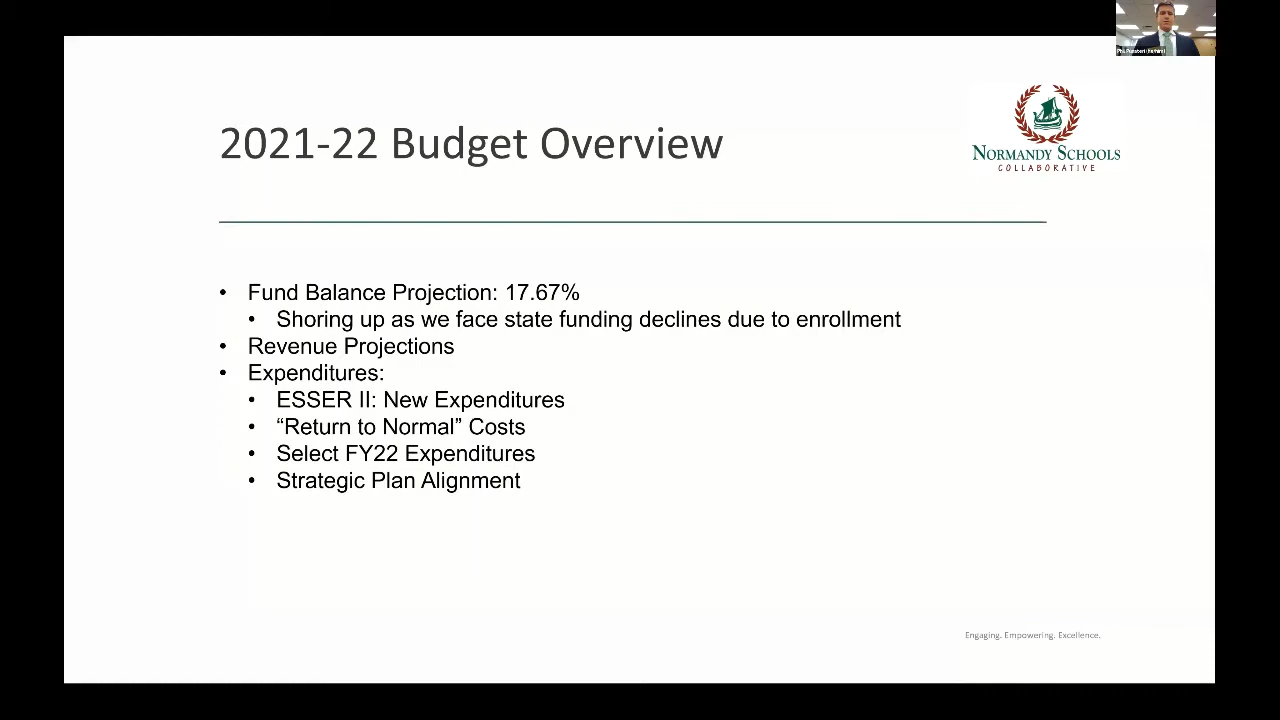 2021-22 Budget Overview
NORMANDY SCHOOLS
COLLABORATIVE
• Fund Balance Projection: 17.67%
• Shoring up as we face state funding declines due to enrollment
• Revenue Projections
• Expenditures:
• ESSER II: New Expenditures
• “Return to Normal” Costs
• Select FY22 Expenditures
• Strategic Plan Alignment
Engaging. Empowering. Excellence.